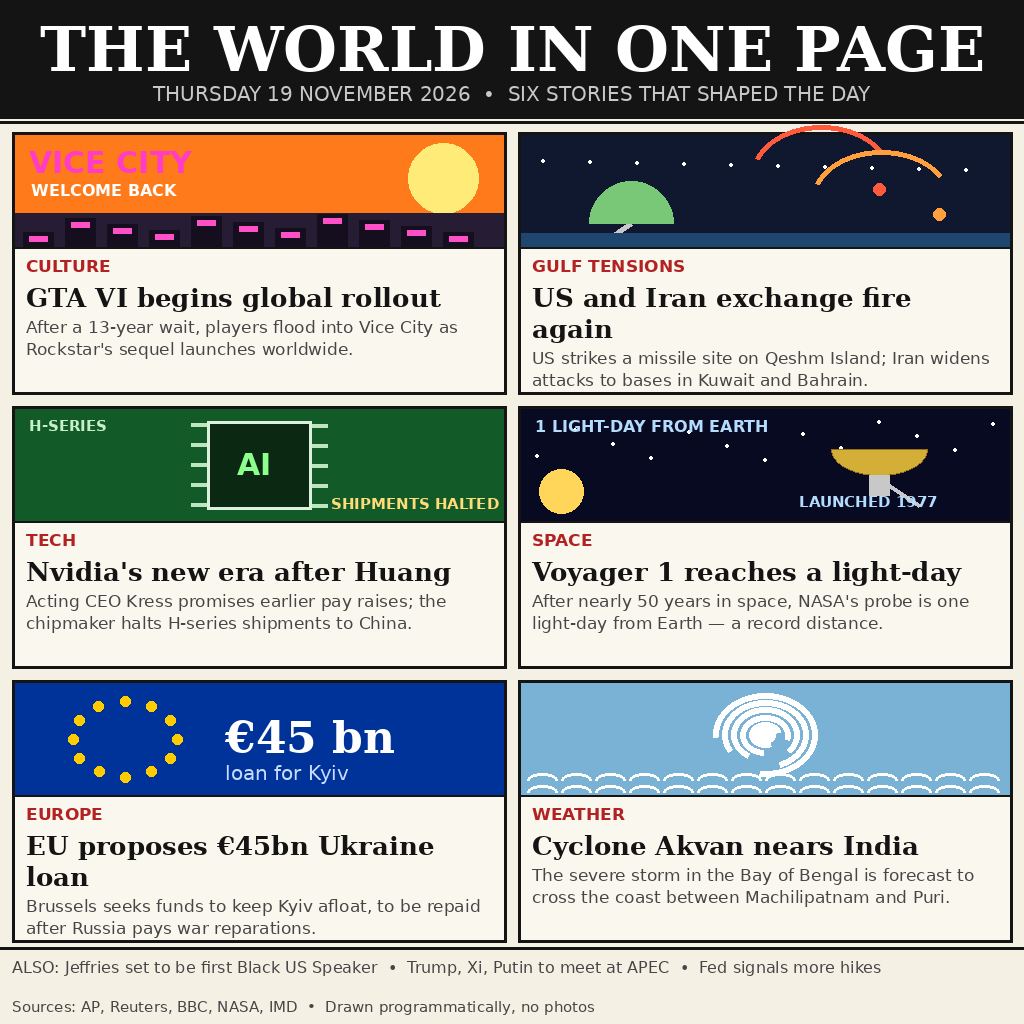 THE WORLD IN ONE PAGE
THURSDAY 19 NOVEMBER 2026 • SIX STORIES THAT SHAPED THE DAY
VICE CITY
WELCOME BACK
CULTURE
GTA VI begins global rollout
After a 13-year wait, players flood into Vice City as
Rockstar's sequel launches worldwide.
GULF TENSIONS
US and Iran exchange fire
again
US strikes a missile site on Qeshm Island; Iran widens
attacks to bases in Kuwait and Bahrain.
H-SERIES
AI
SHIPMENTS HALTED
TECH
Nvidia's new era after Huang
Acting CEO Kress promises earlier pay raises; the
chipmaker halts H-series shipments to China.
1 LIGHT-DAY FROM EARTH
LAUNCHED 1977
SPACE
Voyager 1 reaches a light-day
After nearly 50 years in space, NASA's probe is one
light-day from Earth — a record distance.
€45 bn
loan for Kyiv
EUROPE
EU proposes €45bn Ukraine
loan
Brussels seeks funds to keep Kyiv afloat, to be repaid
after Russia pays war reparations.
WEATHER
Cyclone Akvan nears India
The severe storm in the Bay of Bengal is forecast to
cross the coast between Machilipatnam and Puri.
ALSO: Jeffries set to be first Black US Speaker • Trump, Xi, Putin to meet at APEC • Fed signals more hikes
Sources: AP, Reuters, BBC, NASA, IMD • Drawn programmatically, no photos